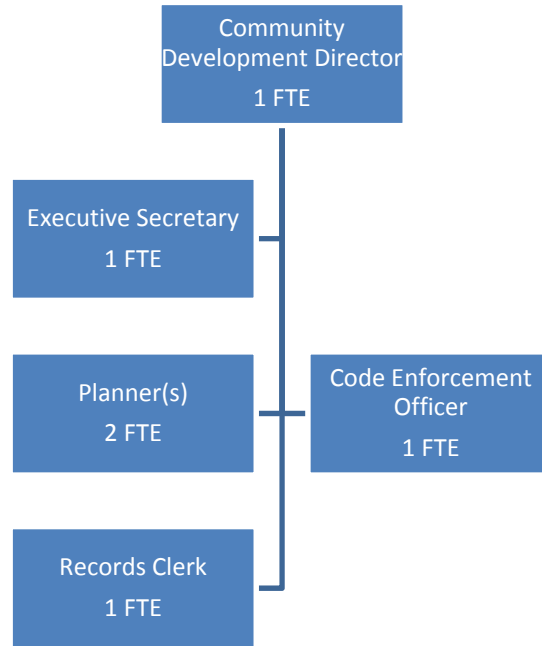 Community
Development Director
1 FTE
Executive Secretary
1 FTE
Planner(s)
2 FTE
Code Enforcement
Officer
1 FTE
Records Clerk
1 FTE